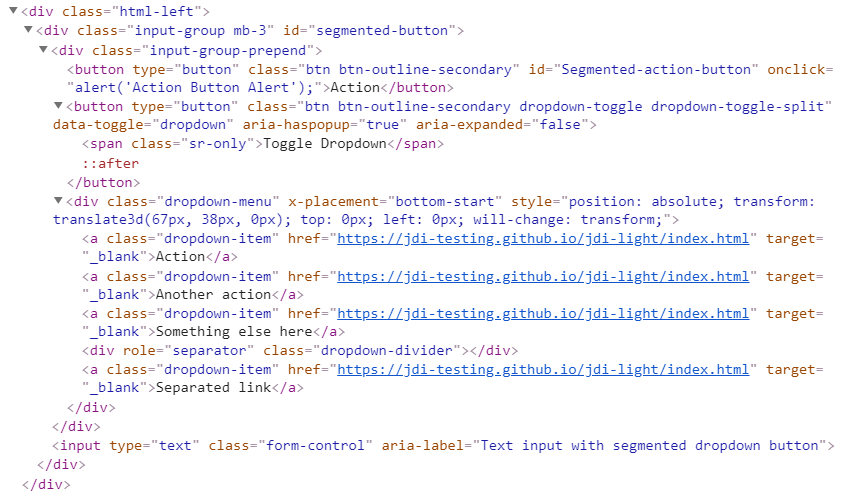 ▼<div class="html-left">
▼<div class="input-group mb-3" id="segmented-button">
▼<div class="input-group-prepend">
<button type="button" class="btn btn-outline-secondary" id="Segmented-action-button" onclick=
"alert('Action Button Alert');">Action</button>
▼<button type="button" class="btn btn-outline-secondary dropdown-toggle dropdown-toggle-split"
data-toggle="dropdown" aria-haspopup="true" aria-expanded="false">
<span class="sr-only">Toggle Dropdown</span>
::after
</button>
▼<div class="dropdown-menu" x-placement="bottom-start" style="position: absolute; transform:
translate3d(67px, 38px, 0px); top: 0px; left: 0px; will-change: transform;">
<a class="dropdown-item" href="https://jdi-testing.github.io/jdi-light/index.html" target=
"_blank">Action</a>
<a class="dropdown-item" href="https://jdi-testing.github.io/jdi-light/index.html" target=
"_blank">Another action</a>
<a class="dropdown-item" href="https://jdi-testing.github.io/jdi-light/index.html" target=
"_blank">Something else here</a>
<div role="separator" class="dropdown-divider"></div>
<a class="dropdown-item" href="https://jdi-testing.github.io/jdi-light/index.html" target=
"_blank">Separated link</a>
</div>
</div>
<input type="text" class="form-control" aria-label="Text input with segmented dropdown button">
</div>
</div>